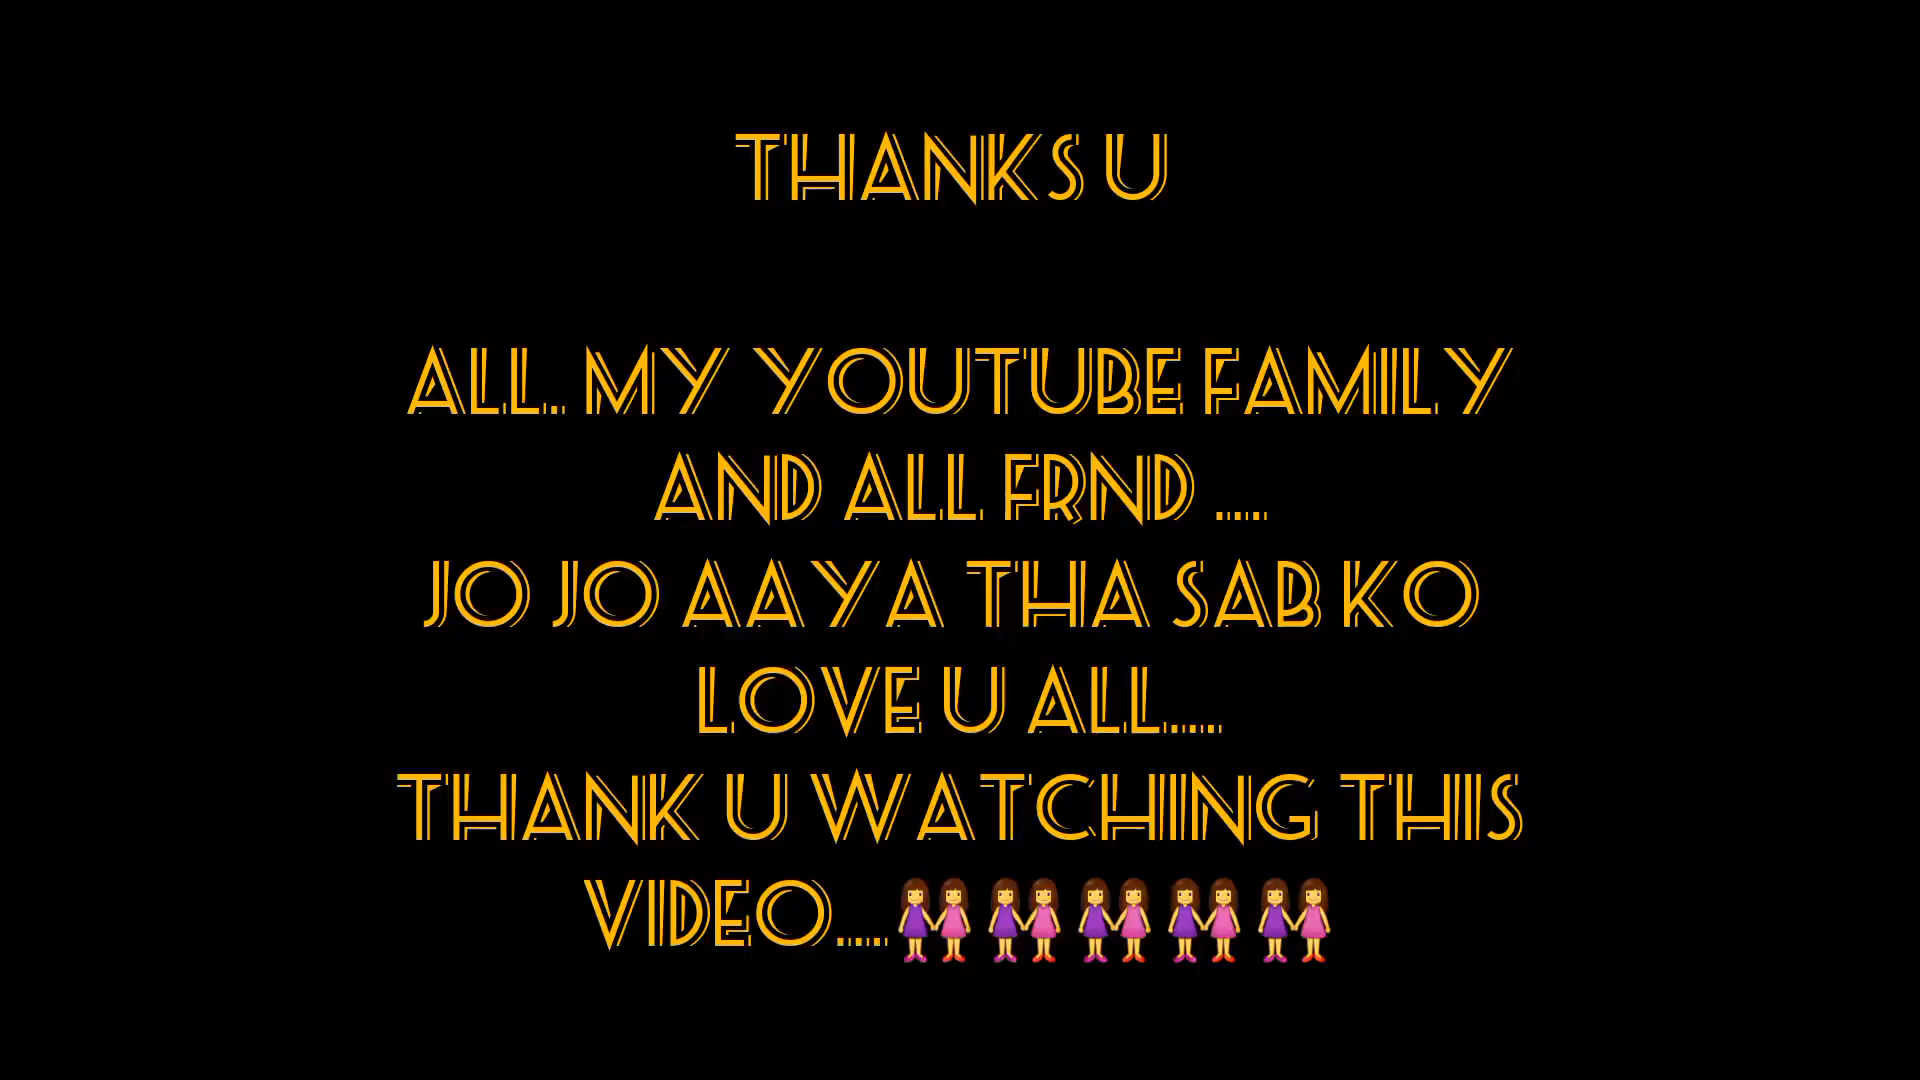 THANKS U
ALL.. MY YOUTUBE FAMILY
AND ALL FRND .....
JO JO AAYA THA SAB KO
LOVE U ALL.....
THANK U WATCHING THIS
VIDEO.....👭👭👭👭👭